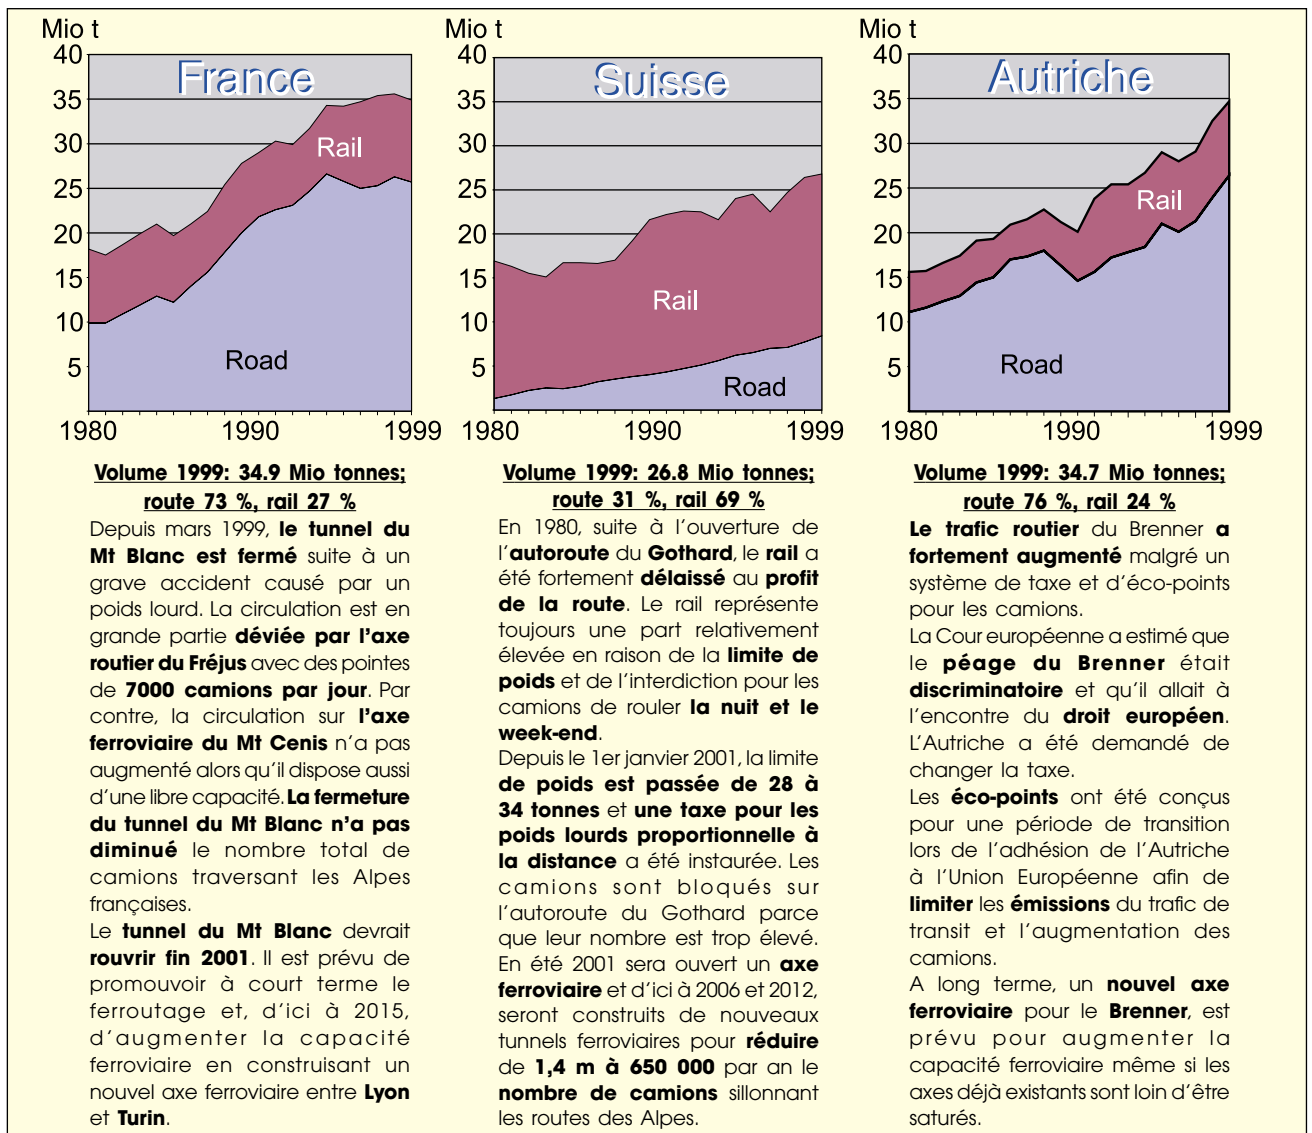 Mio t
40
35
30
25
20
15
10
5
France
Rail
Road
1980
1990
1999
Volume 1999: 34.9 Mio tonnes;
route 73 %, rail 27 %
Depuis mars 1999, le tunnel du
Mt Blanc est fermé suite à un
grave accident causé par un
poids lourd. La circulation est en
grande partie déviée par l'axe
routier du Fréjus avec des pointes
de 7000 camions par jour. Par
contre, la circulation sur l'axe
ferroviaire du Mt Cenis n'a pas
augmenté alors qu'il dispose aussi
d'une libre capacité. La fermeture
du tunnel du Mt Blanc n'a pas
diminué le nombre total de
camions traversant les Alpes
françaises.
Le tunnel du Mt Blanc devrait
rouvrir fin 2001. Il est prévu de
promouvoir à court terme le
ferroutage et, d'ici à 2015,
d'augmenter la capacité
ferroviaire en construisant un
nouvel axe ferroviaire entre Lyon
et Turin.
Mio t
40
35
30
25
20
15
10
5
Suisse
Rail
Road
1980
1990
1999
Volume 1999: 26.8 Mio tonnes;
route 31 %, rail 69 %
En 1980, suite à l'ouverture de
l'autoroute du Gothard, le rail a
été fortement délaissé au profit
de la route. Le rail représente
toujours une part relativement
élevée en raison de la limite de
poids et de l'interdiction pour les
camions de rouler la nuit et le
week-end.
Depuis le 1er janvier 2001, la limite
de poids est passée de 28 à
34 tonnes et une taxe pour les
poids lourds proportionnelle à
la distance a été instaurée. Les
camions sont bloqués sur
l'autoroute du Gothard parce
que leur nombre est trop élevé.
En été 2001 sera ouvert un axe
ferroviaire et d'ici à 2006 et 2012,
seront construits de nouveaux
tunnels ferroviaires pour réduire
de 1,4 m à 650 000 par an le
nombre de camions sillonnant
les routes des Alpes.
Mio t
40
35
30
25
20
15
10
5
Autriche
Rail
Road
1980
1990
1999
Volume 1999: 34.7 Mio tonnes;
route 76 %, rail 24 %
Le trafic routier du Brenner a
fortement augmenté malgré un
système de taxe et d'éco-points
pour les camions.
La Cour européenne a estimé que
le péage du Brenner était
discriminatoire et qu'il allait à
l'encontre du droit européen.
L'Autriche a été demandé de
changer la taxe.
Les éco-points ont été conçus
pour une période de transition
lors de l'adhésion de l'Autriche
à l'Union Européenne afin de
limiter les émissions du trafic de
transit et l'augmentation des
camions.
A long terme, un nouvel axe
ferroviaire pour le Brenner, est
prévu pour augmenter la
capacité ferroviaire même si les
axes déjà existants sont loin d'être
saturés.